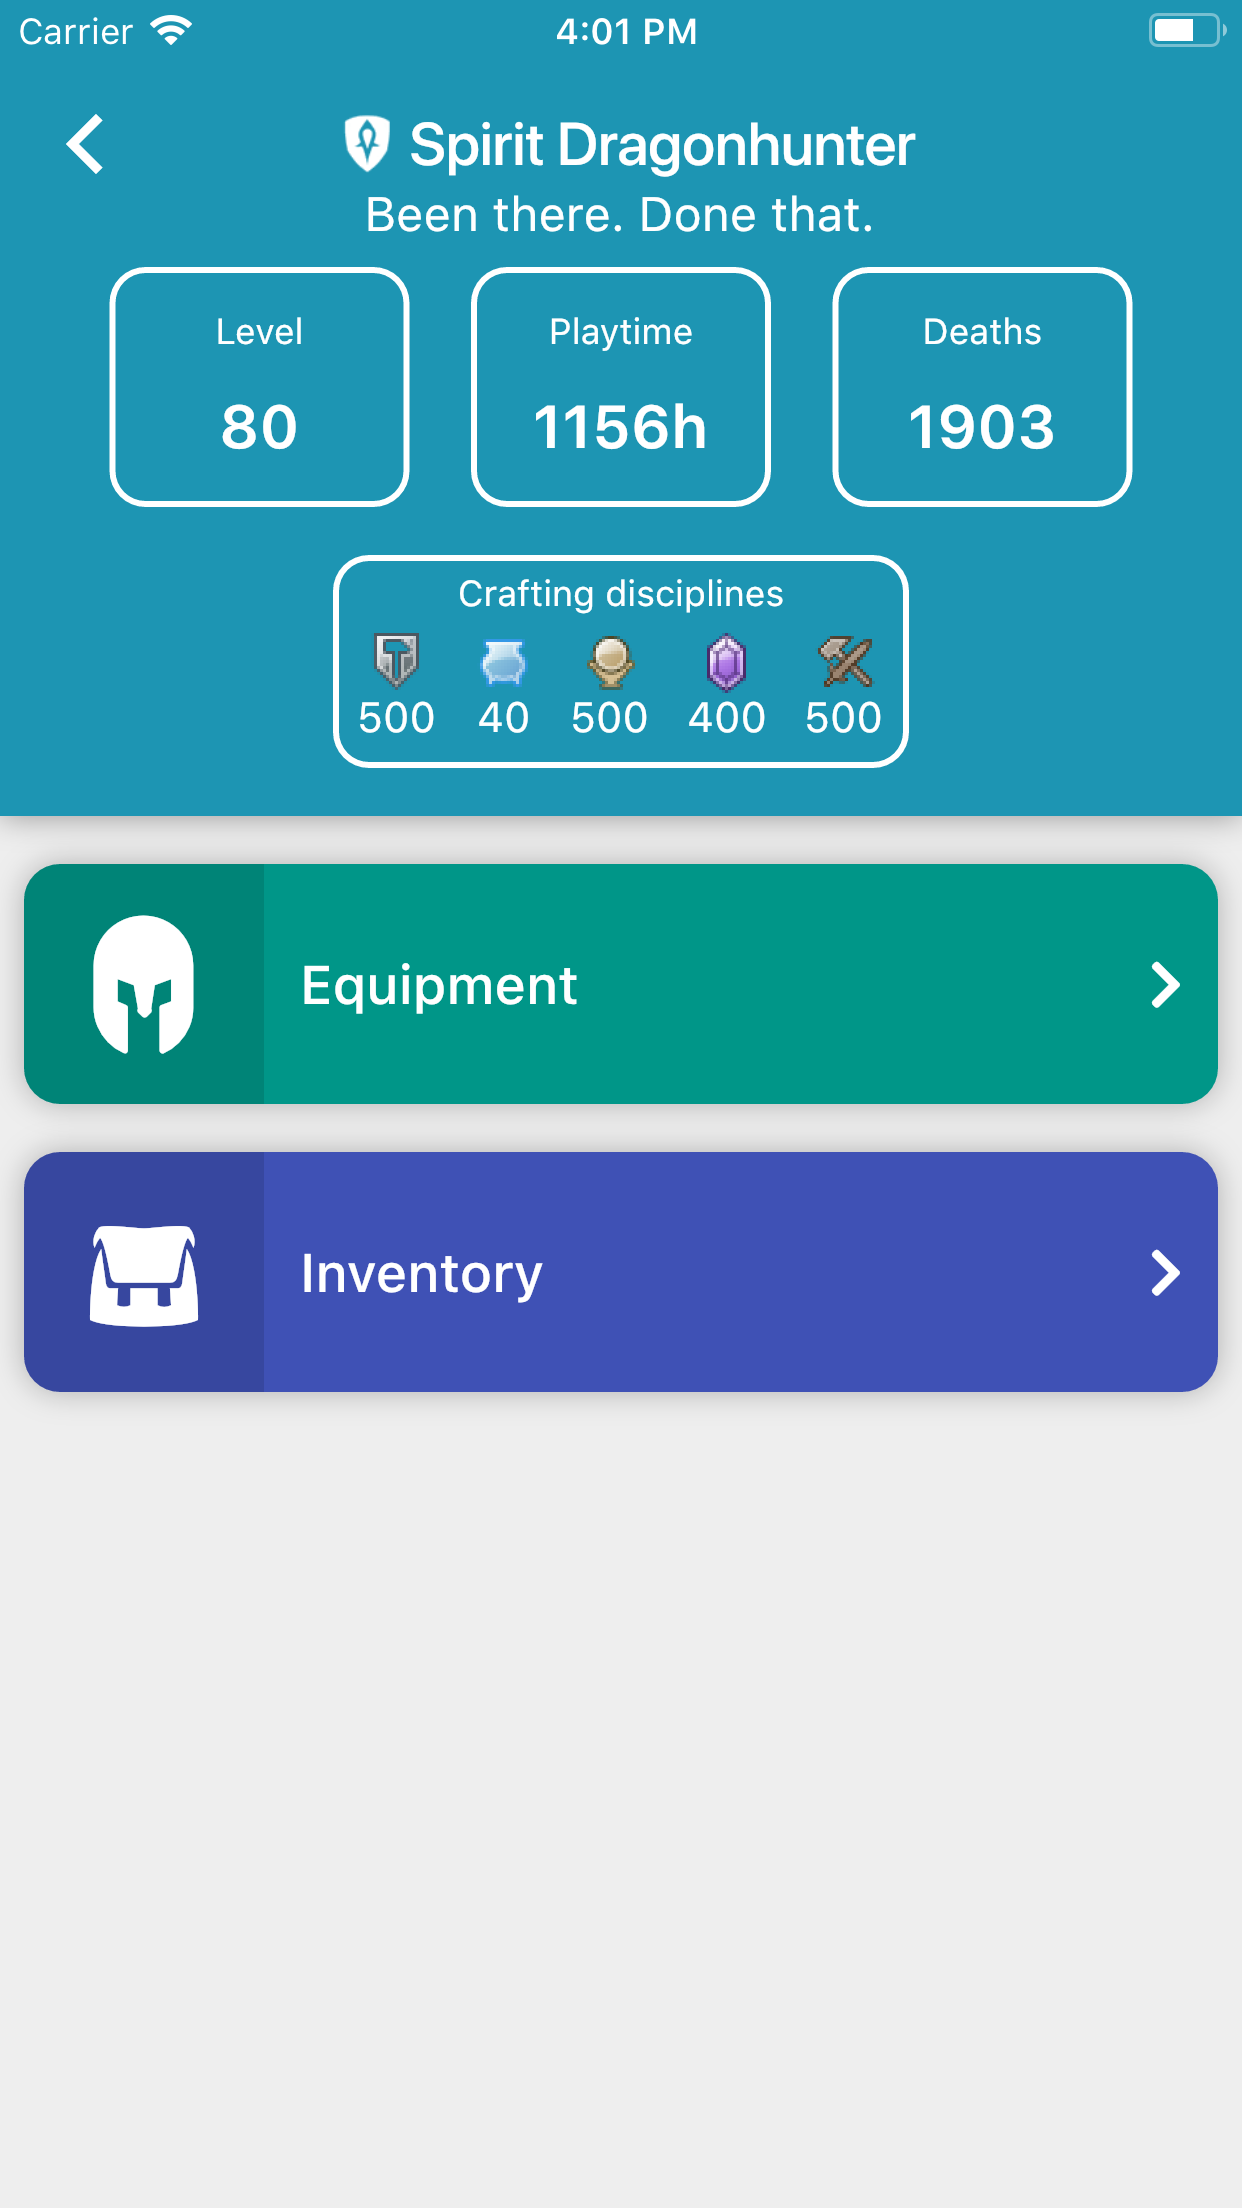 Carrier 4:01 PM
Spirit Dragonhunter
Been there. Done that.
Level Playtime Deaths
80 1156h 1903
Crafting disciplines
500 40 500 400 500
Equipment
Inventory